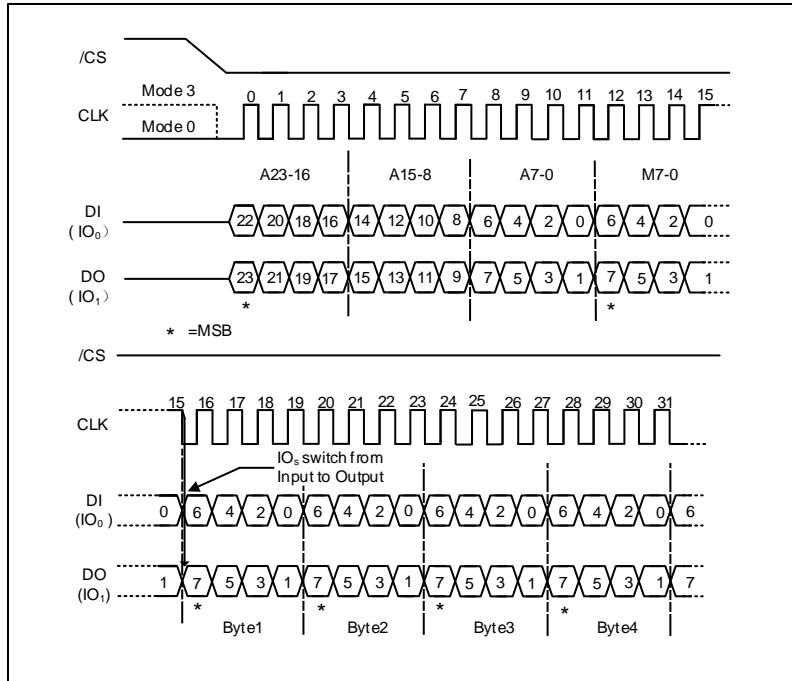 /CS
Mode 3
CLK
Mode 0
0 1 2 3 4 5 6 7 8 9 10 11 12 13 14 15
A23-16 A15-8 A7-0 M7-0
DI
( IO0 )
22 20 18 16 14 12 10 8 6 4 2 0 6 4 2 0
DO
( IO1 )
23 21 19 17 15 13 11 9 7 5 3 1 7 5 3 1
* *
* =MSB
/CS
15 16 17 18 19 20 21 22 23 24 25 26 27 28 29 30 31
CLK
IOs switch from
Input to Output
DI
(IO0 )
0 6 4 2 0 6 4 2 0 6 4 2 0 6 4 2 0 6
DO
(IO1)
1 7 5 3 1 7 5 3 1 7 5 3 1 7 5 3 1 7
* * * *
Byte1 Byte2 Byte3 Byte4